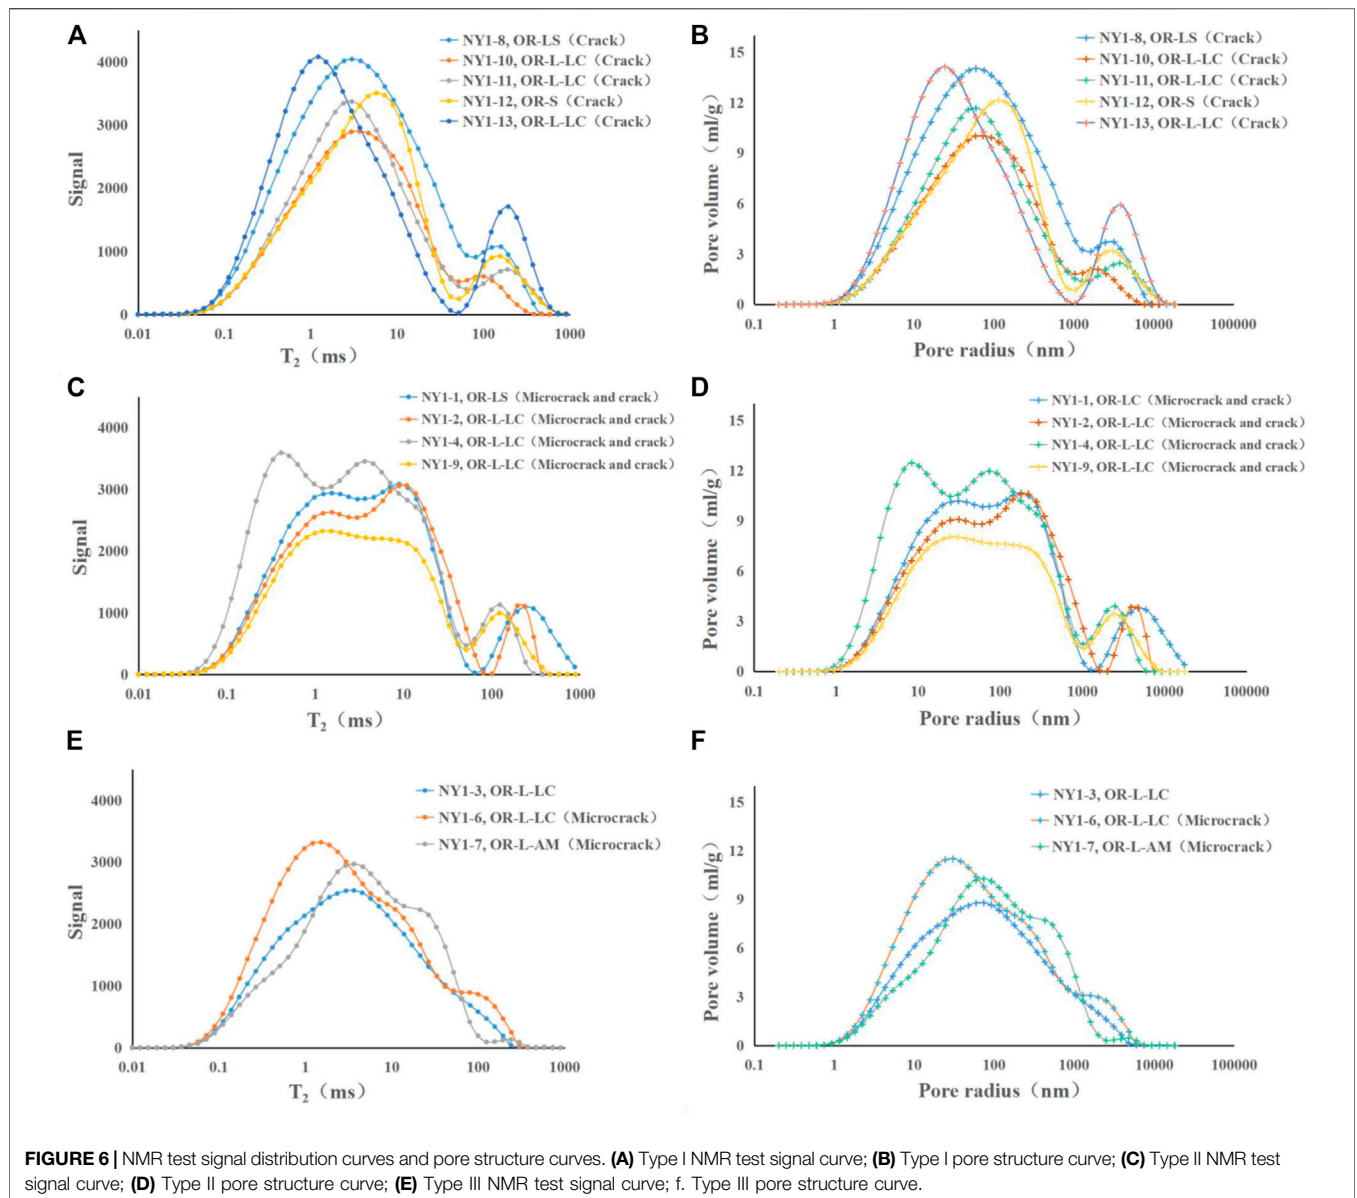 A
Signal
4000
3000
2000
1000
0
0.01 0.1 1 10 100 1000
T2（ms）
NY1-8, OR-LS（Crack）
NY1-10, OR-L-LC（Crack）
NY1-11, OR-L-LC（Crack）
NY1-12, OR-S（Crack）
NY1-13, OR-L-LC（Crack）
B
Pore volume（ml/g）
15
12
9
6
3
0
0.1 1 10 100 1000 10000 100000
Pore radius（nm）
NY1-8, OR-LS（Crack）
NY1-10, OR-L-LC（Crack）
NY1-11, OR-L-LC（Crack）
NY1-12, OR-S（Crack）
NY1-13, OR-L-LC（Crack）
C
Signal
4000
3000
2000
1000
0
0.01 0.1 1 10 100 1000
T2（ms）
NY1-1, OR-LS（Microcrack and crack）
NY1-2, OR-L-LC（Microcrack and crack）
NY1-4, OR-L-LC（Microcrack and crack）
NY1-9, OR-L-LC（Microcrack and crack）
D
Pore volume（ml/g）
15
12
9
6
3
0
0.1 1 10 100 1000 10000 100000
Pore radius（nm）
NY1-1, OR-LC（Microcrack and crack）
NY1-2, OR-L-LC（Microcrack and crack）
NY1-4, OR-L-LC（Microcrack and crack）
NY1-9, OR-L-LC（Microcrack and crack）
E
Signal
4000
3000
2000
1000
0
0.01 0.1 1 10 100 1000
T2（ms）
NY1-3, OR-L-LC
NY1-6, OR-L-LC（Microcrack）
NY1-7, OR-L-AM（Microcrack）
F
Pore volume（ml/g）
15
12
9
6
3
0
0.1 1 10 100 1000 10000 100000
Pore radius（nm）
NY1-3, OR-L-LC
NY1-6, OR-L-LC（Microcrack）
NY1-7, OR-L-AM（Microcrack）
FIGURE 6 | NMR test signal distribution curves and pore structure curves. (A) Type I NMR test signal curve; (B) Type I pore structure curve; (C) Type II NMR test
signal curve; (D) Type II pore structure curve; (E) Type III NMR test signal curve; f. Type III pore structure curve.